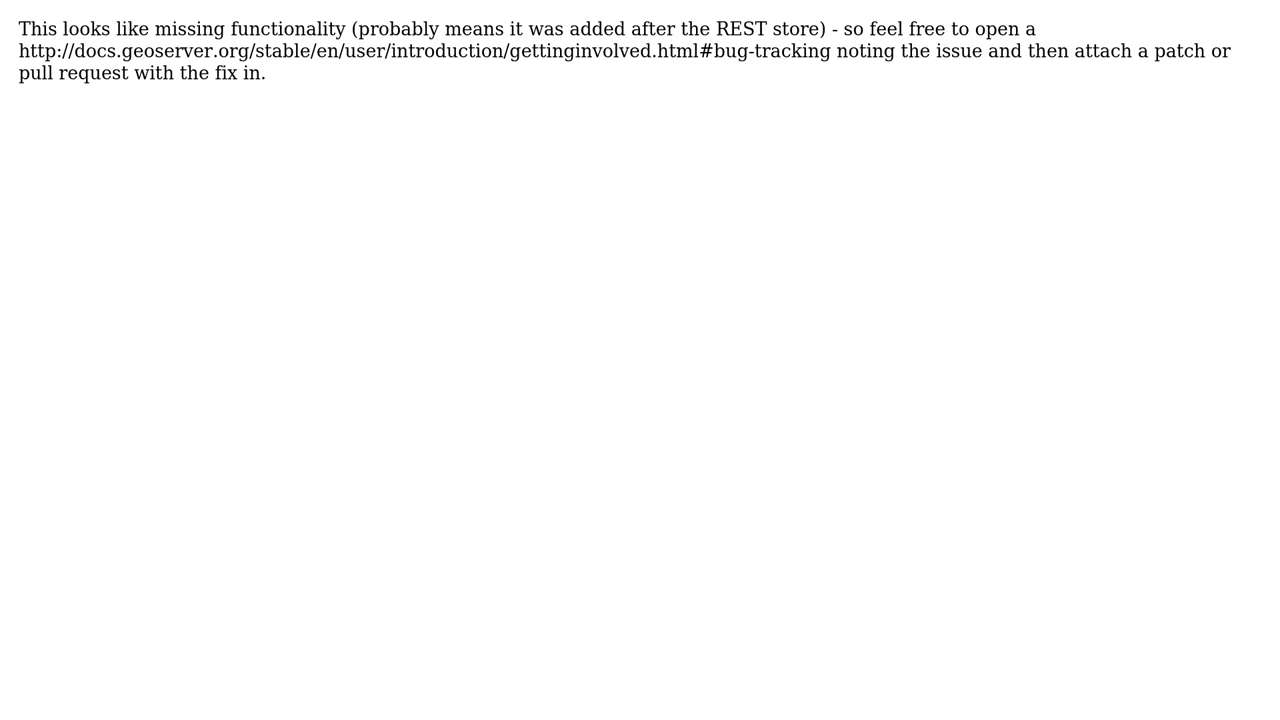 This looks like missing functionality (probably means it was added after the REST store) - so feel free to open a
http://docs.geoserver.org/stable/en/user/introduction/gettinginvolved.html#bug-tracking noting the issue and then attach a patch or
pull request with the fix in.